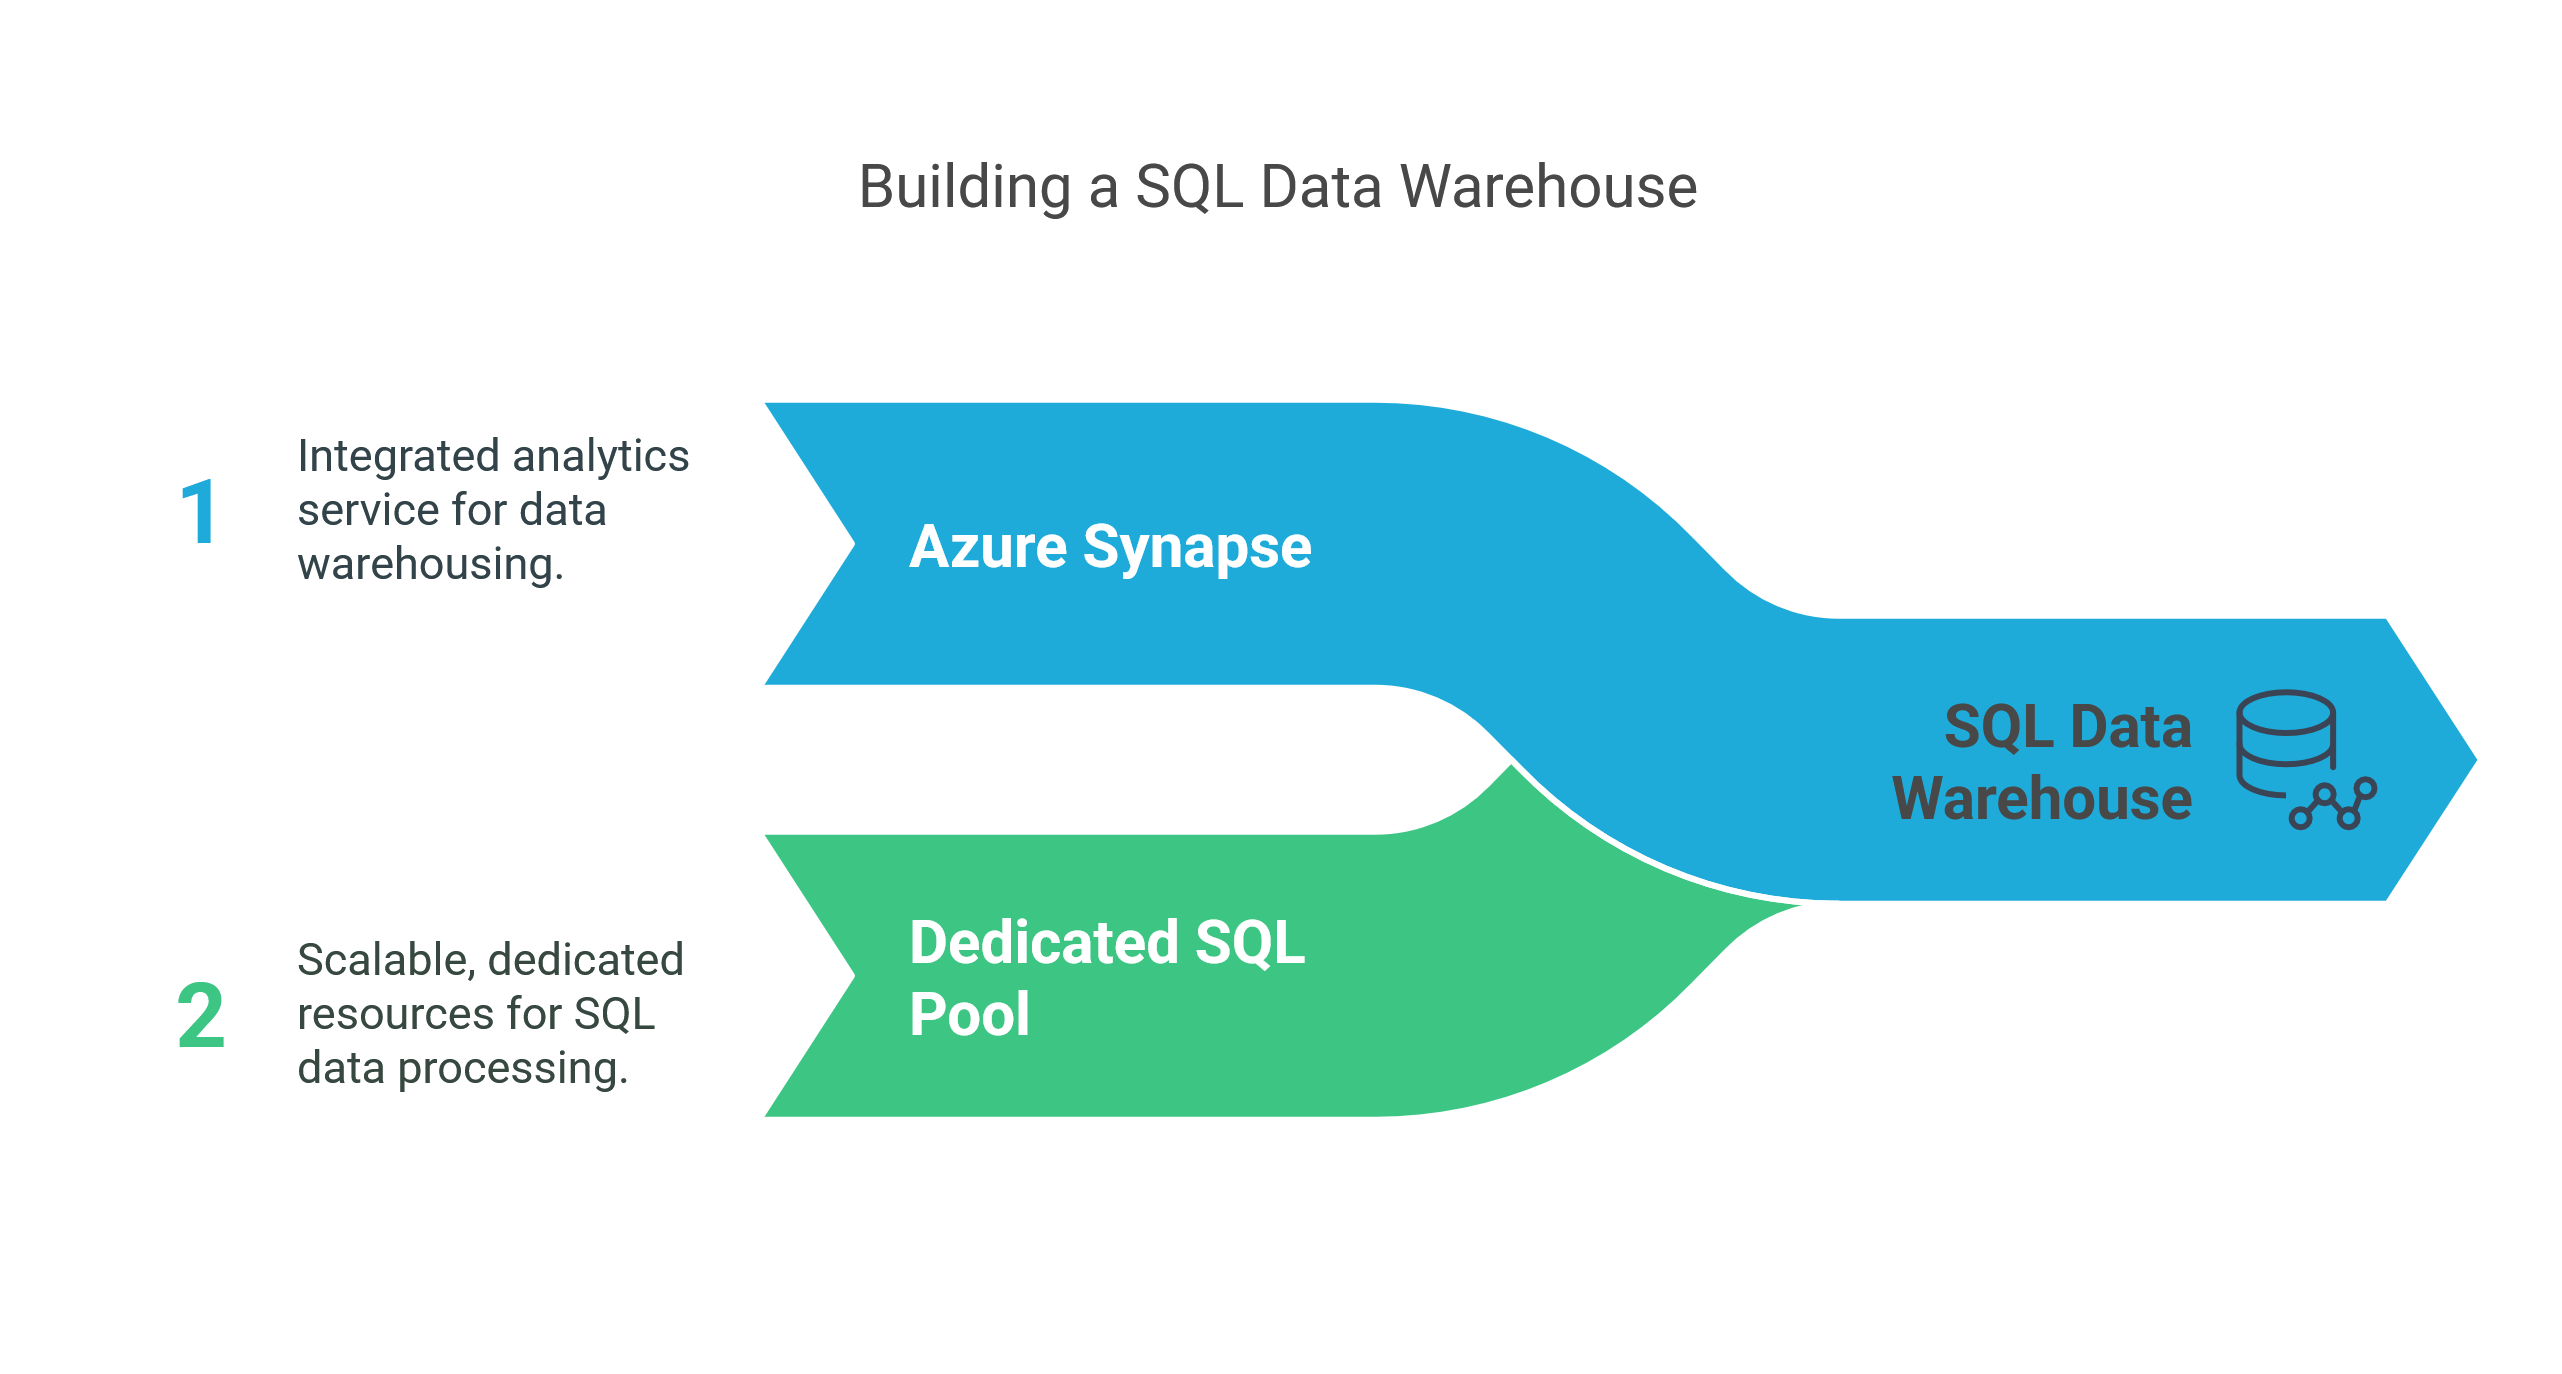 Building a SQL Data Warehouse
1
Integrated analytics
service for data
warehousing.
Azure Synapse
SQL Data
Warehouse
2
Scalable, dedicated
resources for SQL
data processing.
Dedicated SQL
Pool